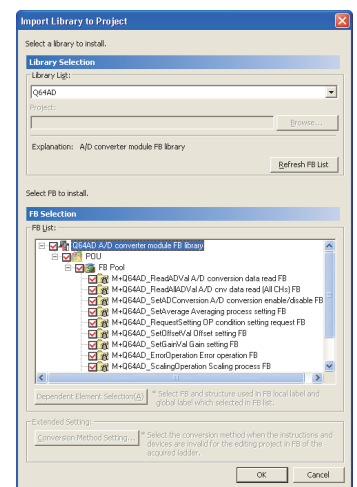 Import Library to Project
Select a library to install.
Library Selection
Library List:
Q64AD
Project:
Browse...
Explanation: A/D converter module FB library
Refresh FB List
Select FB to install.
FB Selection
FB List:
Q64AD A/D converter module FB library
POU
FB Pool
M+Q64AD_ReadADVal A/D conversion data read FB
M+Q64AD_ReadAllADVal A/D cnv data read (All CHs) FB
M+Q64AD_SetADConversion A/D conversion enable/disable FB
M+Q64AD_SetAverage Averaging process setting FB
M+Q64AD_RequestSetting OP condition setting request FB
M+Q64AD_SetOffsetVal Offset setting FB
M+Q64AD_SetGainVal Gain setting FB
M+Q64AD_ErrorOperation Error operation FB
M+Q64AD_ScalingOperation Scaling process FB
Dependent Element Selection(A)
* Select FB and structure used in FB local label and
global label which selected in FB list.
Extended Setting:
Conversion Method Setting...
* Select the conversion method when the instructions and
devices are invalid for the editing project in FB of the
acquired ladder.
OK
Cancel